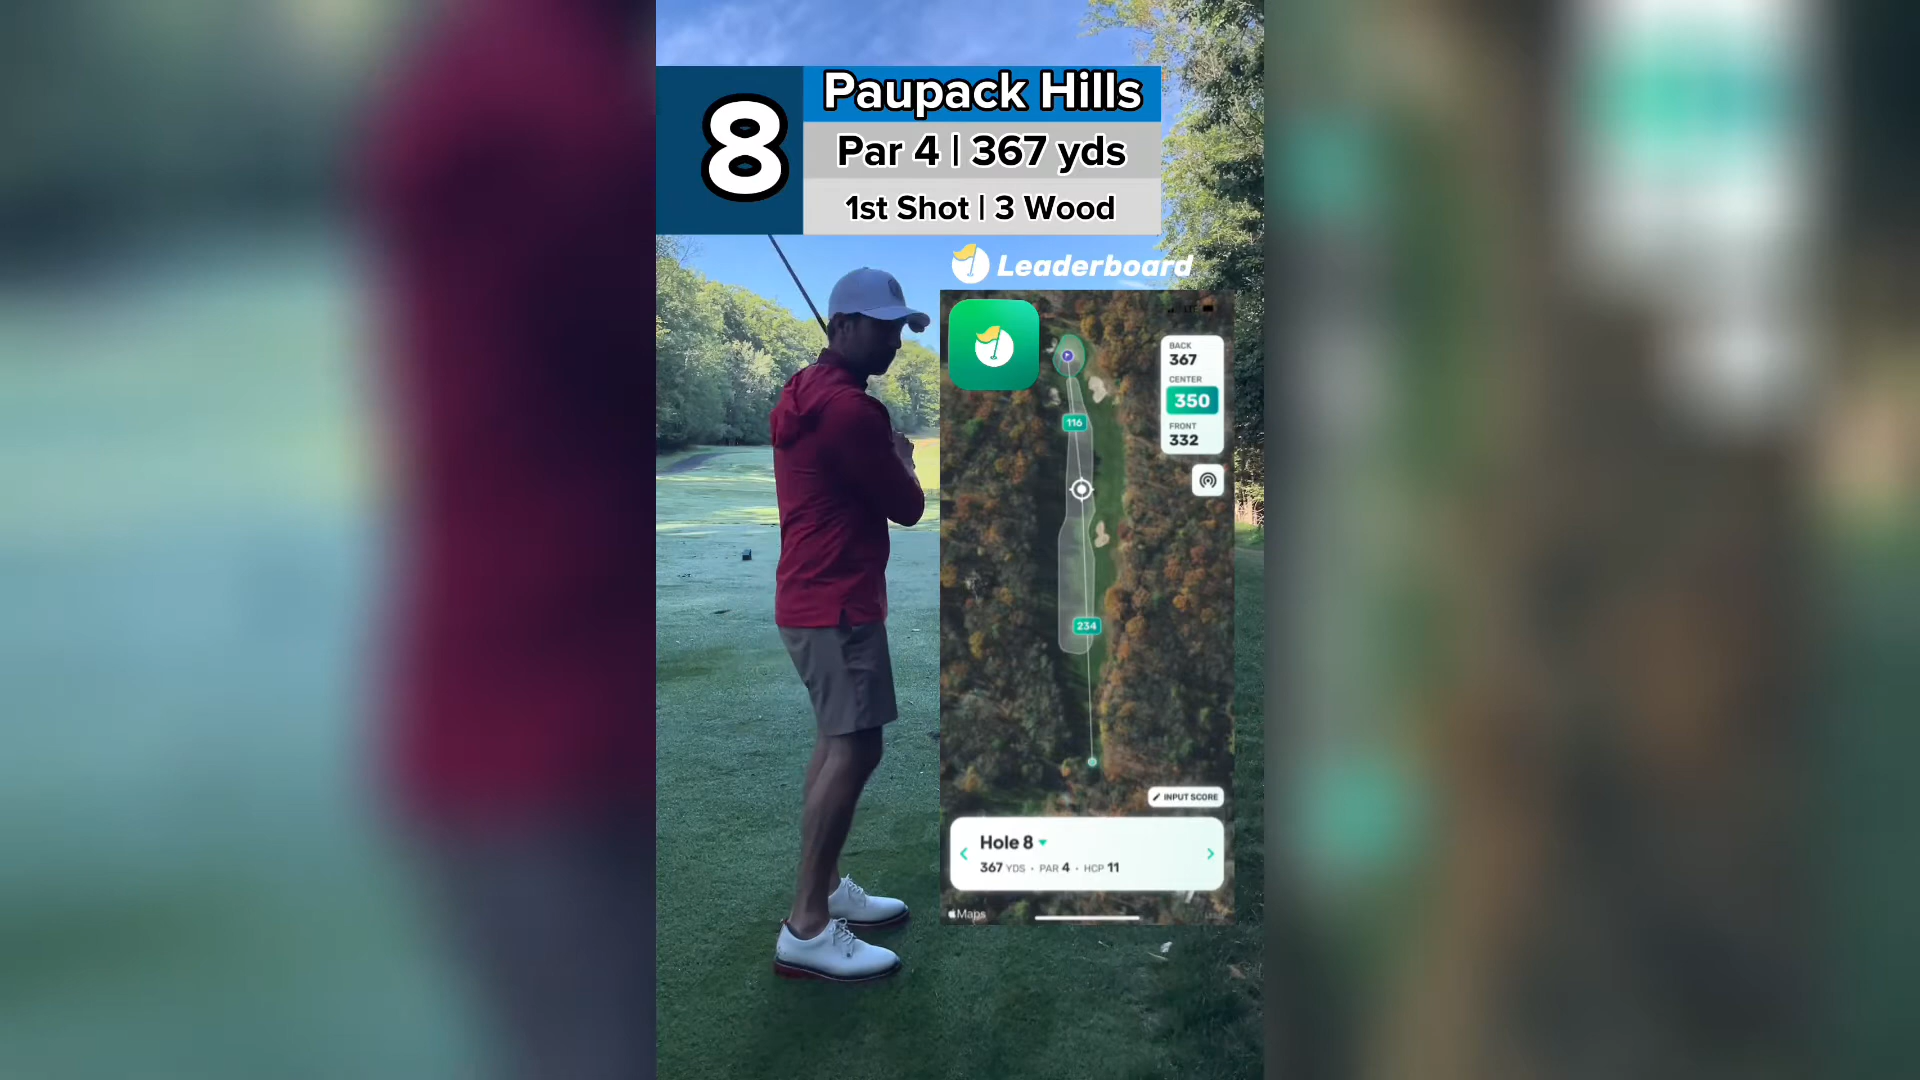 8
Paupack Hills
Par 4 | 367 yds
1st Shot | 3 Wood
Leaderboard
BACK
367
CENTER
350
FRONT
332
116
234
INPUT SCORE
Hole 8
367 YDS · PAR 4 · HCP 11
Maps